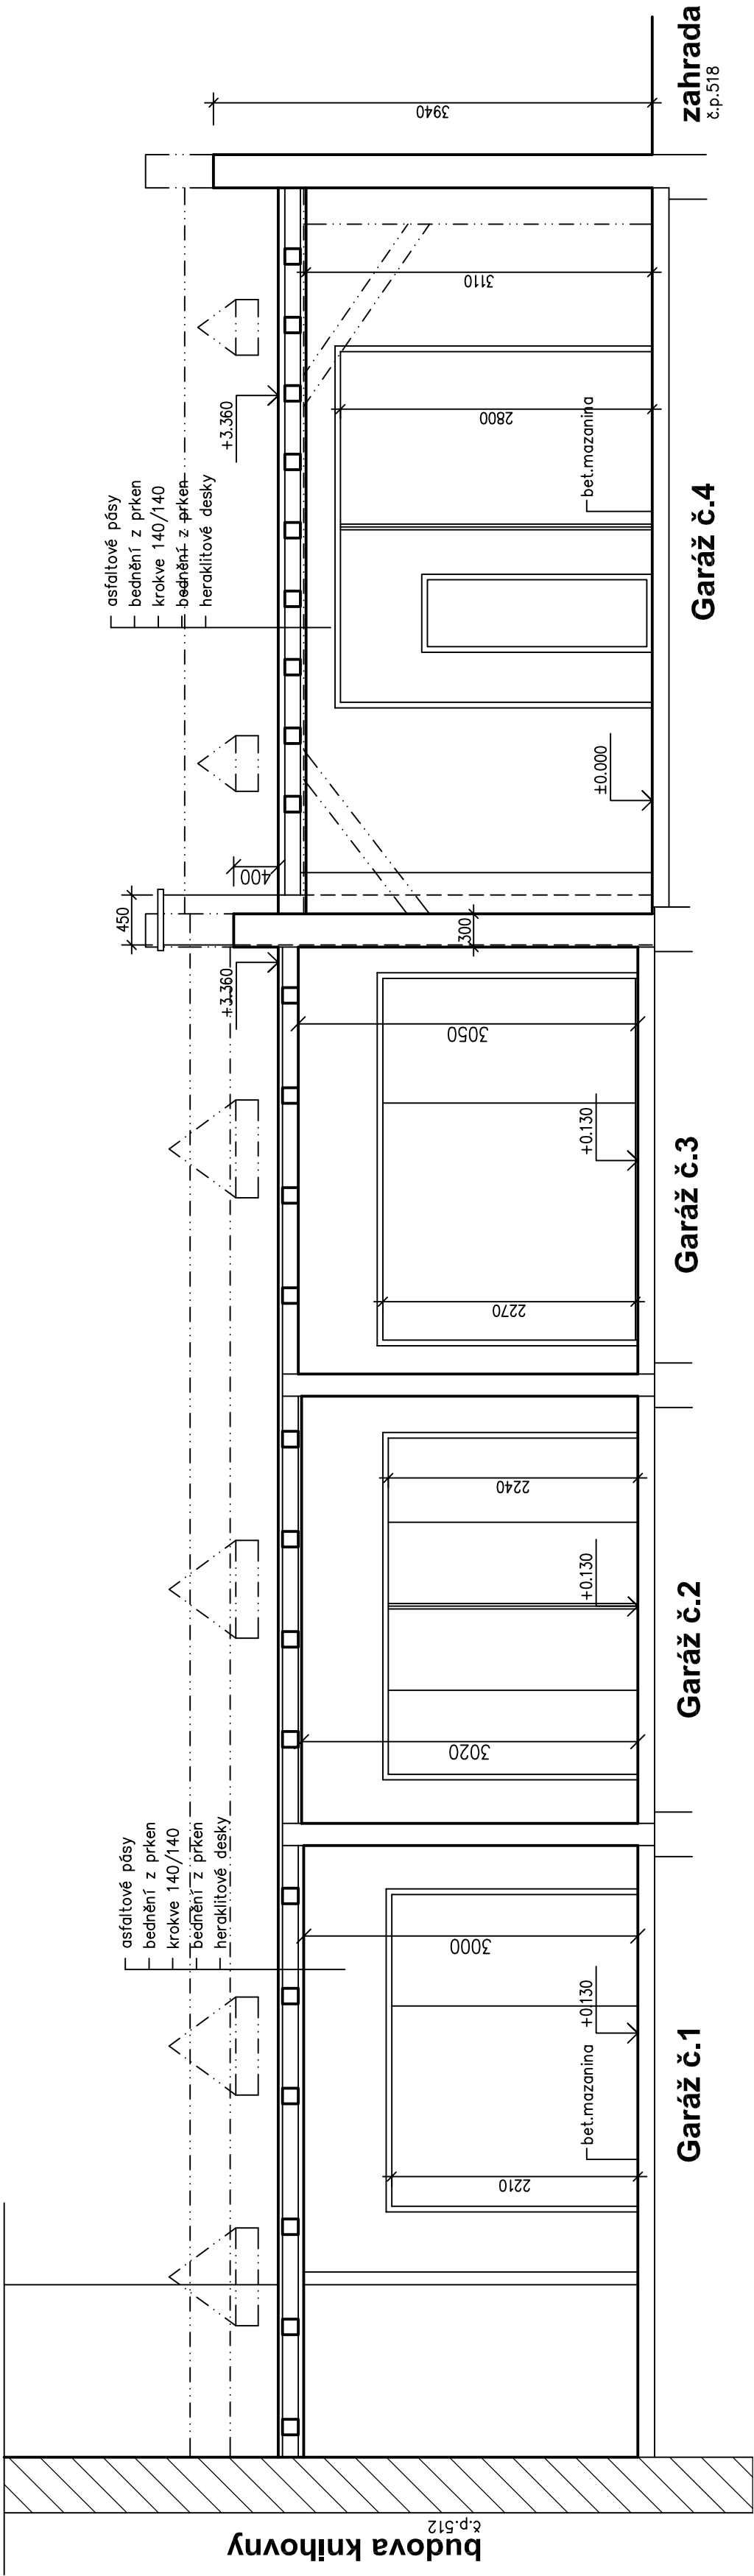 budova knihovny
č.p.512
asfaltové pásy
bednění z prken
krokve 140/140
bednění z prken
heraklitové desky
2210
3000
bet.mazanina
+0.130
Garáž č.1
3020
2240
+0.130
Garáž č.2
2270
3050
+0.130
Garáž č.3
+3.360
450
400
300
asfaltové pásy
bednění z prken
krokve 140/140
bednění z prken
heraklitové desky
+3.360
±0.000
2800
bet.mazanina
3110
Garáž č.4
3940
zahrada
č.p.518